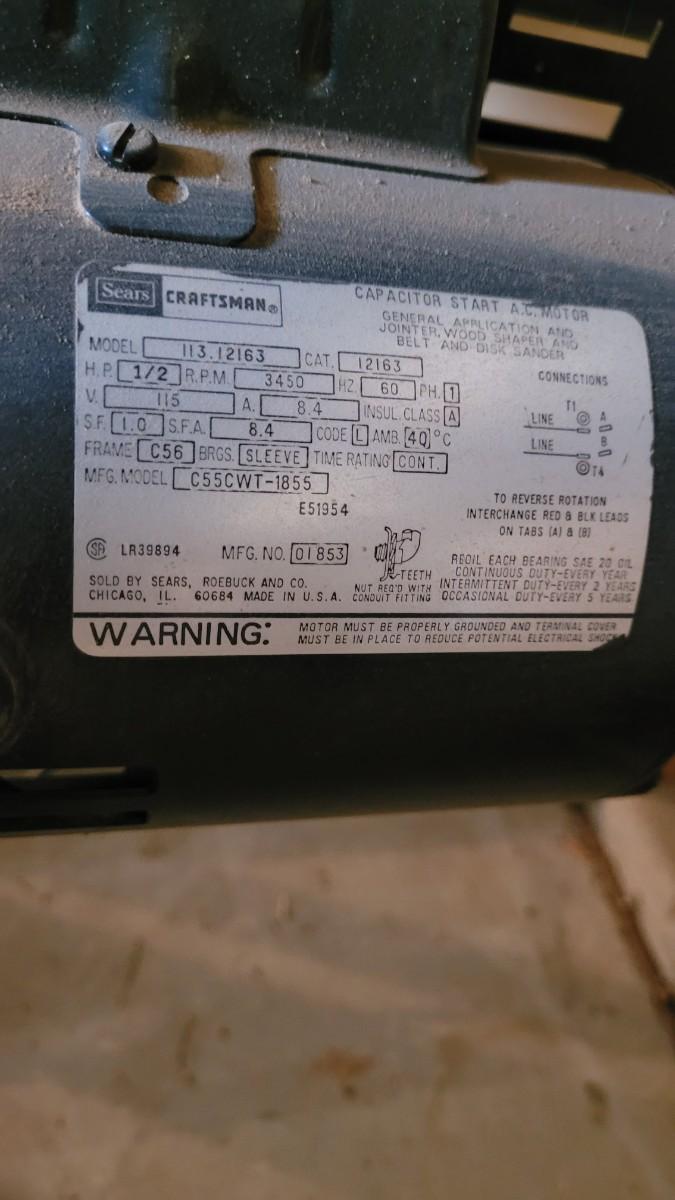 Sears CRAFTSMAN®
CAPACITOR START A.C. MOTOR
GENERAL APPLICATION AND
JOINTER, WOOD SHAPER AND
BELT AND DISK SANDER
MODEL 113.12163 CAT. 12163
H.P. 1/2 R.P.M. 3450 HZ. 60 PH. 1
V. 115 A. 8.4 INSUL. CLASS A
S.F. 1.0 S.F.A. 8.4 CODE L AMB. 40 °C
FRAME C56 BRGS. SLEEVE TIME RATING CONT.
MFG. MODEL C55CWT-1855
E51954
CONNECTIONS
T1
LINE A
LINE B
T4
TO REVERSE ROTATION
INTERCHANGE RED & BLK LEADS
ON TABS (A) & (B)
SA LR39894 MFG. NO. 01853
TEETH
NUT REQ'D WITH
CONDUIT FITTING
SOLD BY SEARS, ROEBUCK AND CO.
CHICAGO, IL. 60684 MADE IN U.S.A.
REOIL EACH BEARING SAE 20 OIL
CONTINUOUS DUTY-EVERY YEAR
INTERMITTENT DUTY-EVERY 2 YEARS
OCCASIONAL DUTY-EVERY 5 YEARS
WARNING: MOTOR MUST BE PROPERLY GROUNDED AND TERMINAL COVER
MUST BE IN PLACE TO REDUCE POTENTIAL ELECTRICAL SHOCK